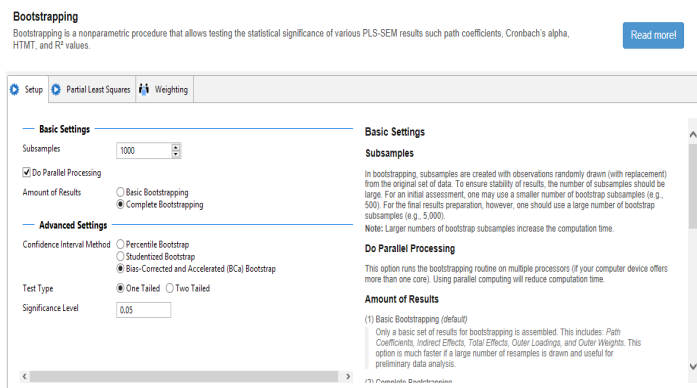 Bootstrapping
Bootstrapping is a nonparametric procedure that allows testing the statistical significance of various PLS-SEM results such path coefficients, Cronbach's alpha,
HTMT, and R² values.
Read more!
Setup
Partial Least Squares
Weighting
Basic Settings
Subsamples
1000
Do Parallel Processing
Amount of Results
Basic Bootstrapping
Complete Bootstrapping
Advanced Settings
Confidence Interval Method
Percentile Bootstrap
Studentized Bootstrap
Bias-Corrected and Accelerated (BCa) Bootstrap
Test Type
One Tailed
Two Tailed
Significance Level
0.05
Basic Settings
Subsamples
In bootstrapping, subsamples are created with observations randomly drawn (with replacement)
from the original set of data. To ensure stability of results, the number of subsamples should be
large. For an initial assessment, one may use a smaller number of bootstrap subsamples (e.g.,
500). For the final results preparation, however, one should use a large number of bootstrap
subsamples (e.g., 5,000).
Note: Larger numbers of bootstrap subsamples increase the computation time.
Do Parallel Processing
This option runs the bootstrapping routine on multiple processors (if your computer device offers
more than one core). Using parallel computing will reduce computation time.
Amount of Results
(1) Basic Bootstrapping (default)
Only a basic set of results for bootstrapping is assembled. This includes: Path
Coefficients, Indirect Effects, Total Effects, Outer Loadings, and Outer Weights. This
option is much faster if a large number of resamples is drawn and useful for
preliminary data analysis.
(2) Complete Bootstrapping